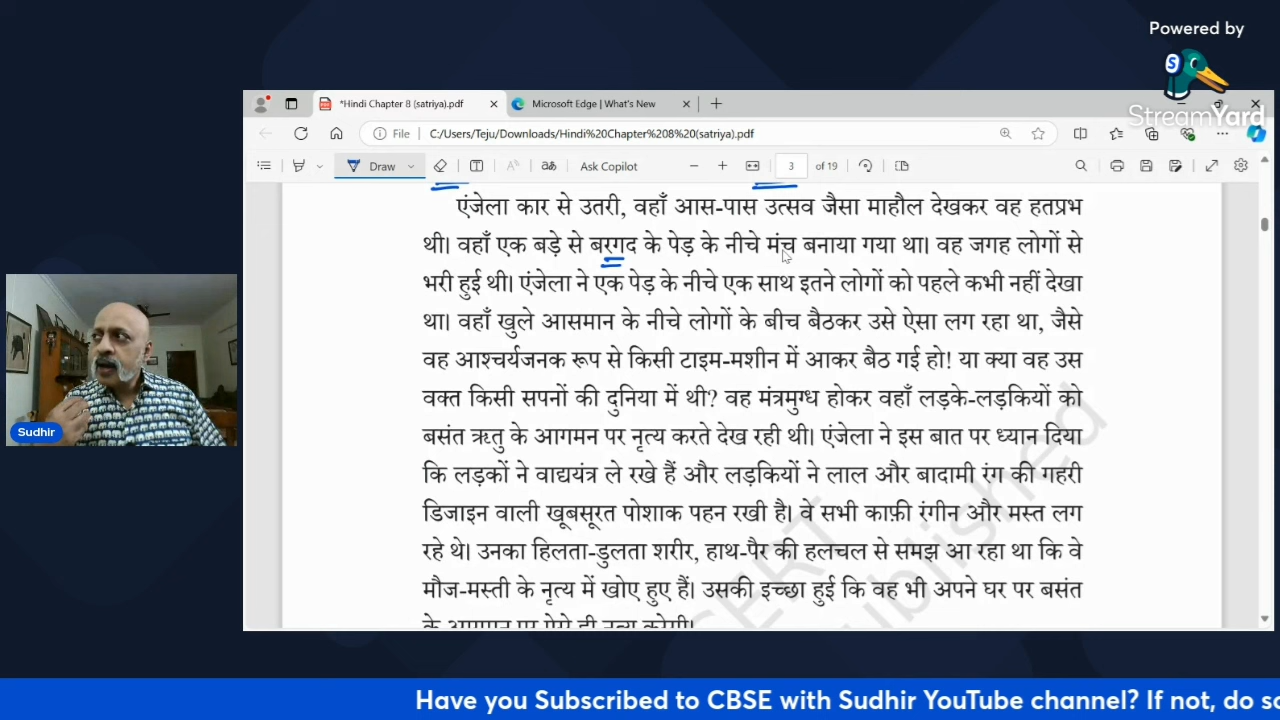 Powered by
S
StreamYard
*Hindi Chapter 8 (satriya).pdf
Microsoft Edge | What's New
File
C:/Users/Teju/Downloads/Hindi%20Chapter%208%20(satriya).pdf
Draw
Ask Copilot
3
of 19
एंजेला कार से उतरी, वहाँ आस-पास उत्सव जैसा माहौल देखकर वह हतप्रभ
थी। वहाँ एक बड़े से बरगद के पेड़ के नीचे मंच बनाया गया था। वह जगह लोगों से
भरी हुई थी। एंजेला ने एक पेड़ के नीचे एक साथ इतने लोगों को पहले कभी नहीं देखा
था। वहाँ खुले आसमान के नीचे लोगों के बीच बैठकर उसे ऐसा लग रहा था, जैसे
वह आश्चर्यजनक रूप से किसी टाइम-मशीन में आकर बैठ गई हो! या क्या वह उस
वक्त किसी सपनों की दुनिया में थी? वह मंत्रमुग्ध होकर वहाँ लड़के-लड़कियों को
बसंत ऋतु के आगमन पर नृत्य करते देख रही थी। एंजेला ने इस बात पर ध्यान दिया
कि लड़कों ने वाद्ययंत्र ले रखे हैं और लड़कियों ने लाल और बादामी रंग की गहरी
डिजाइन वाली खूबसूरत पोशाक पहन रखी है। वे सभी काफ़ी रंगीन और मस्त लग
रहे थे। उनका हिलता-डुलता शरीर, हाथ-पैर की हलचल से समझ आ रहा था कि वे
मौज-मस्ती के नृत्य में खोए हुए हैं। उसकी इच्छा हुई कि वह भी अपने घर पर बसंत
के आगमन पर ऐसे ही नृत्य करेगी।
Sudhir
Have you Subscribed to CBSE with Sudhir YouTube channel? If not, do so